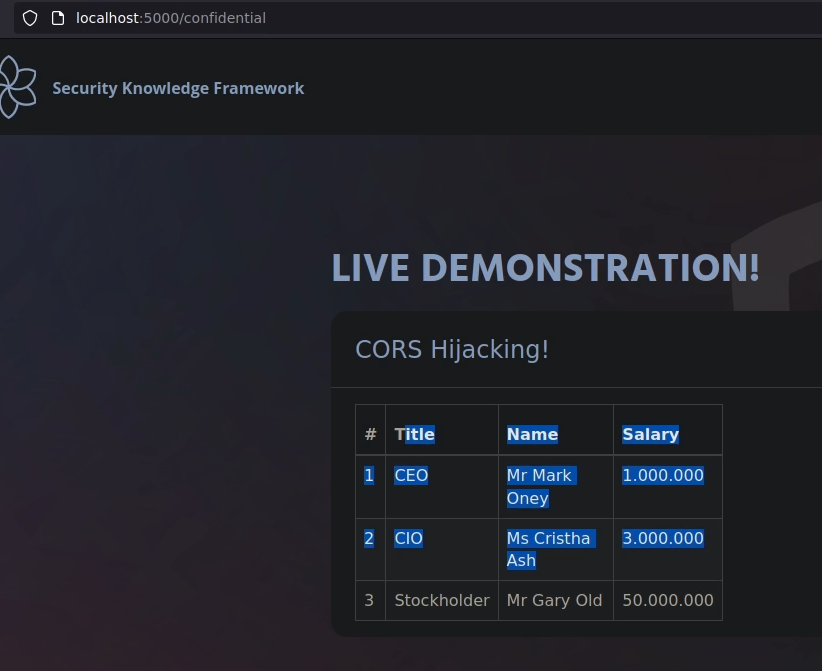 localhost:5000/confidential
Security Knowledge Framework
LIVE DEMONSTRATION!
CORS Hijacking!
# Title Name Salary
1 CEO Mr Mark 1.000.000
Oney
2 CIO Ms Cristha 3.000.000
Ash
3 Stockholder Mr Gary Old 50.000.000